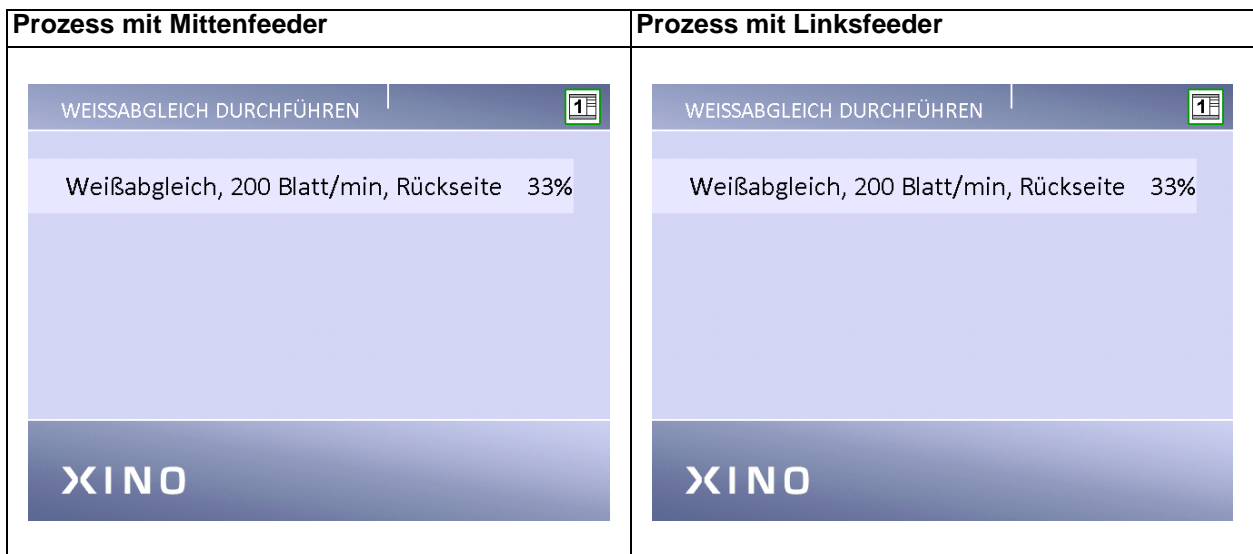 Prozess mit Mittenfeeder
Prozess mit Linksfeeder
WEISSABGLEICH DURCHFÜHREN
1
Weißabgleich, 200 Blatt/min, Rückseite 33%
XINO
WEISSABGLEICH DURCHFÜHREN
1
Weißabgleich, 200 Blatt/min, Rückseite 33%
XINO